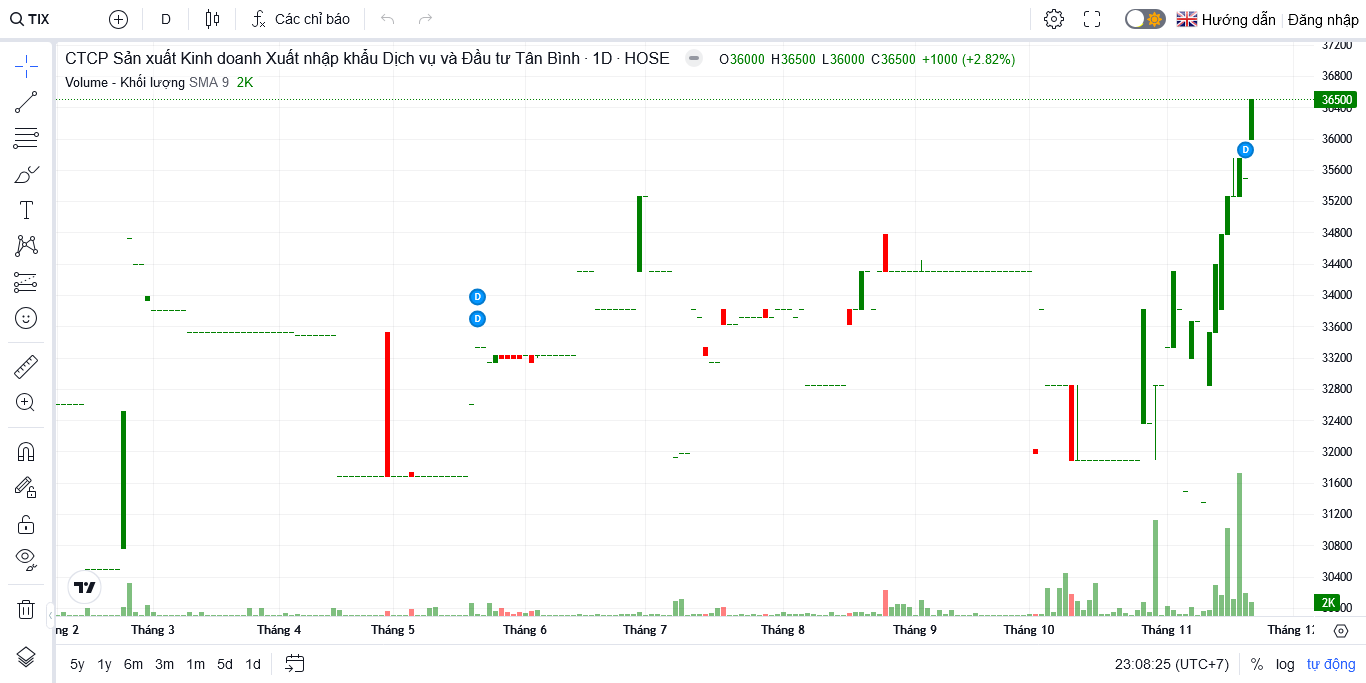 TIX D Các chỉ báo Hướng dẫn Đăng nhập
CTCP Sản xuất Kinh doanh Xuất nhập khẩu Dịch vụ và Đầu tư Tân Bình · 1D · HOSE O36000 H36500 L36000 C36500 +1000 (+2.82%)
Volume - Khối lượng SMA 9 2K
37200
36800
36500
36400
36000
35600
35200
34800
34400
34000
33600
33200
32800
32400
32000
31600
31200
30800
30400
2K
D
D
D
Tháng 3 Tháng 4 Tháng 5 Tháng 6 Tháng 7 Tháng 8 Tháng 9 Tháng 10 Tháng 11
5y 1y 6m 3m 1m 5d 1d 23:08:25 (UTC+7) % log tự động